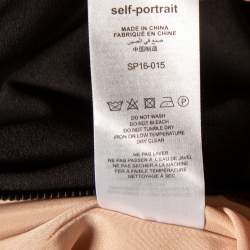 self-portrait
MADE IN CHINA
FABRIQUÉ EN CHINE
صنع في الصين
中国制造
SP16-015
DO NOT WASH
DO NOT BLEACH
DO NOT TUMBLE DRY
IRON ON LOW TEMPERATURE
DRY CLEAN
NE PAS LAVER
NE PAS PASSER A L'EAU DE JAVEL
NE PAS SÉCHER A LA MACHINE
FER A FAIBLE TEMPÉRATURE
NETTOYAGE À SEC